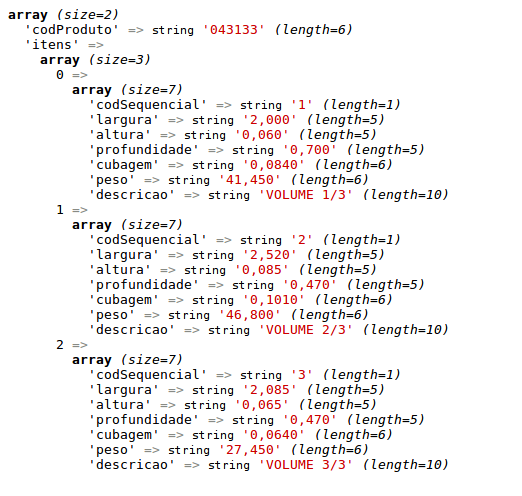 array (size=2)
'codProduto' => string '043133' (length=6)
'itens' =>
array (size=3)
0 =>
array (size=7)
'codSequencial' => string '1' (length=1)
'largura' => string '2,000' (length=5)
'altura' => string '0,060' (length=5)
'profundidade' => string '0,700' (length=5)
'cubagem' => string '0,0840' (length=6)
'peso' => string '41,450' (length=6)
'descricao' => string 'VOLUME 1/3' (length=10)
1 =>
array (size=7)
'codSequencial' => string '2' (length=1)
'largura' => string '2,520' (length=5)
'altura' => string '0,085' (length=5)
'profundidade' => string '0,470' (length=5)
'cubagem' => string '0,1010' (length=6)
'peso' => string '46,800' (length=6)
'descricao' => string 'VOLUME 2/3' (length=10)
2 =>
array (size=7)
'codSequencial' => string '3' (length=1)
'largura' => string '2,085' (length=5)
'altura' => string '0,065' (length=5)
'profundidade' => string '0,470' (length=5)
'cubagem' => string '0,0640' (length=6)
'peso' => string '27,450' (length=6)
'descricao' => string 'VOLUME 3/3' (length=10)